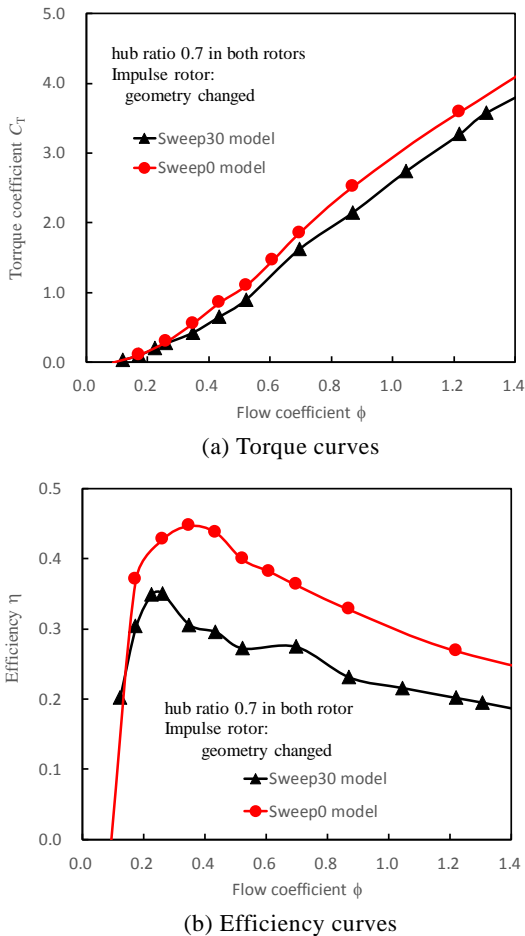 hub ratio 0.7 in both rotors
Impulse rotor:
geometry changed
Sweep30 model
Sweep0 model
Torrque coefficient CT
4.0
3.0
2.0
1.0
0.0
0.0 0.2 0.4 0.6 0.8 1.0 1.2 1.4
Flow coefficient ϕ
(a) Torque curves
Efficiency η
0.5
0.4
0.3
0.2
0.1
0.0
hub ratio 0.7 in both rotor
Impulse rotor:
geometry changed
Sweep30 model
Sweep0 model
0.0 0.2 0.4 0.6 0.8 1.0 1.2 1.4
Flow coefficient ϕ
(b) Efficiency curves